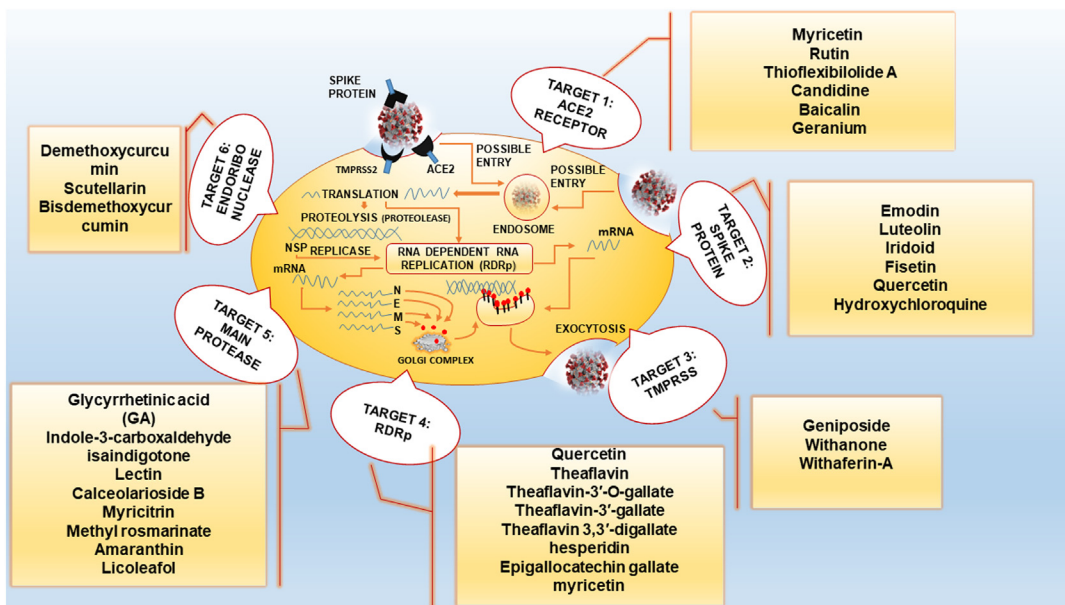 Myricetin
Rutin
Thioflexibilolide A
Candidine
Baicalin
Geranium
TARGET 1:
ACE2
RECEPTOR
SPIKE
PROTEIN
TMPRSS2
ACE2
POSSIBLE
ENTRY
POSSIBLE
ENTRY
ENDOSOME
TRANSLATION
PROTEOLYSIS (PROTEOLEASE)
NSP REPLICASE
RNA DEPENDENT RNA
REPLICATION (RDRp)
mRNA
mRNA
N
E
M
S
GOLGI COMPLEX
EXOCYTOSIS
TARGET 6:
ENDORIBO
NUCLEASE
Demethoxycurcu
min
Scutellarin
Bisdemethoxycur
cumin
TARGET 2:
SPIKE
PROTEIN
Emodin
Luteolin
Iridoid
Fisetin
Quercetin
Hydroxychloroquine
TARGET 5:
MAIN
PROTEASE
Glycyrrhetinic acid
(GA)
Indole-3-carboxaldehyde
isaindigotone
Lectin
Calceolarioside B
Myricitrin
Methyl rosmarinate
Amaranthin
Licoleafol
TARGET 4:
RDRp
Quercetin
Theaflavin
Theaflavin-3′-O-gallate
Theaflavin-3′-gallate
Theaflavin 3,3′-digallate
hesperidin
Epigallocatechin gallate
myricetin
TARGET 3:
TMPRSS
Geniposide
Withanone
Withaferin-A